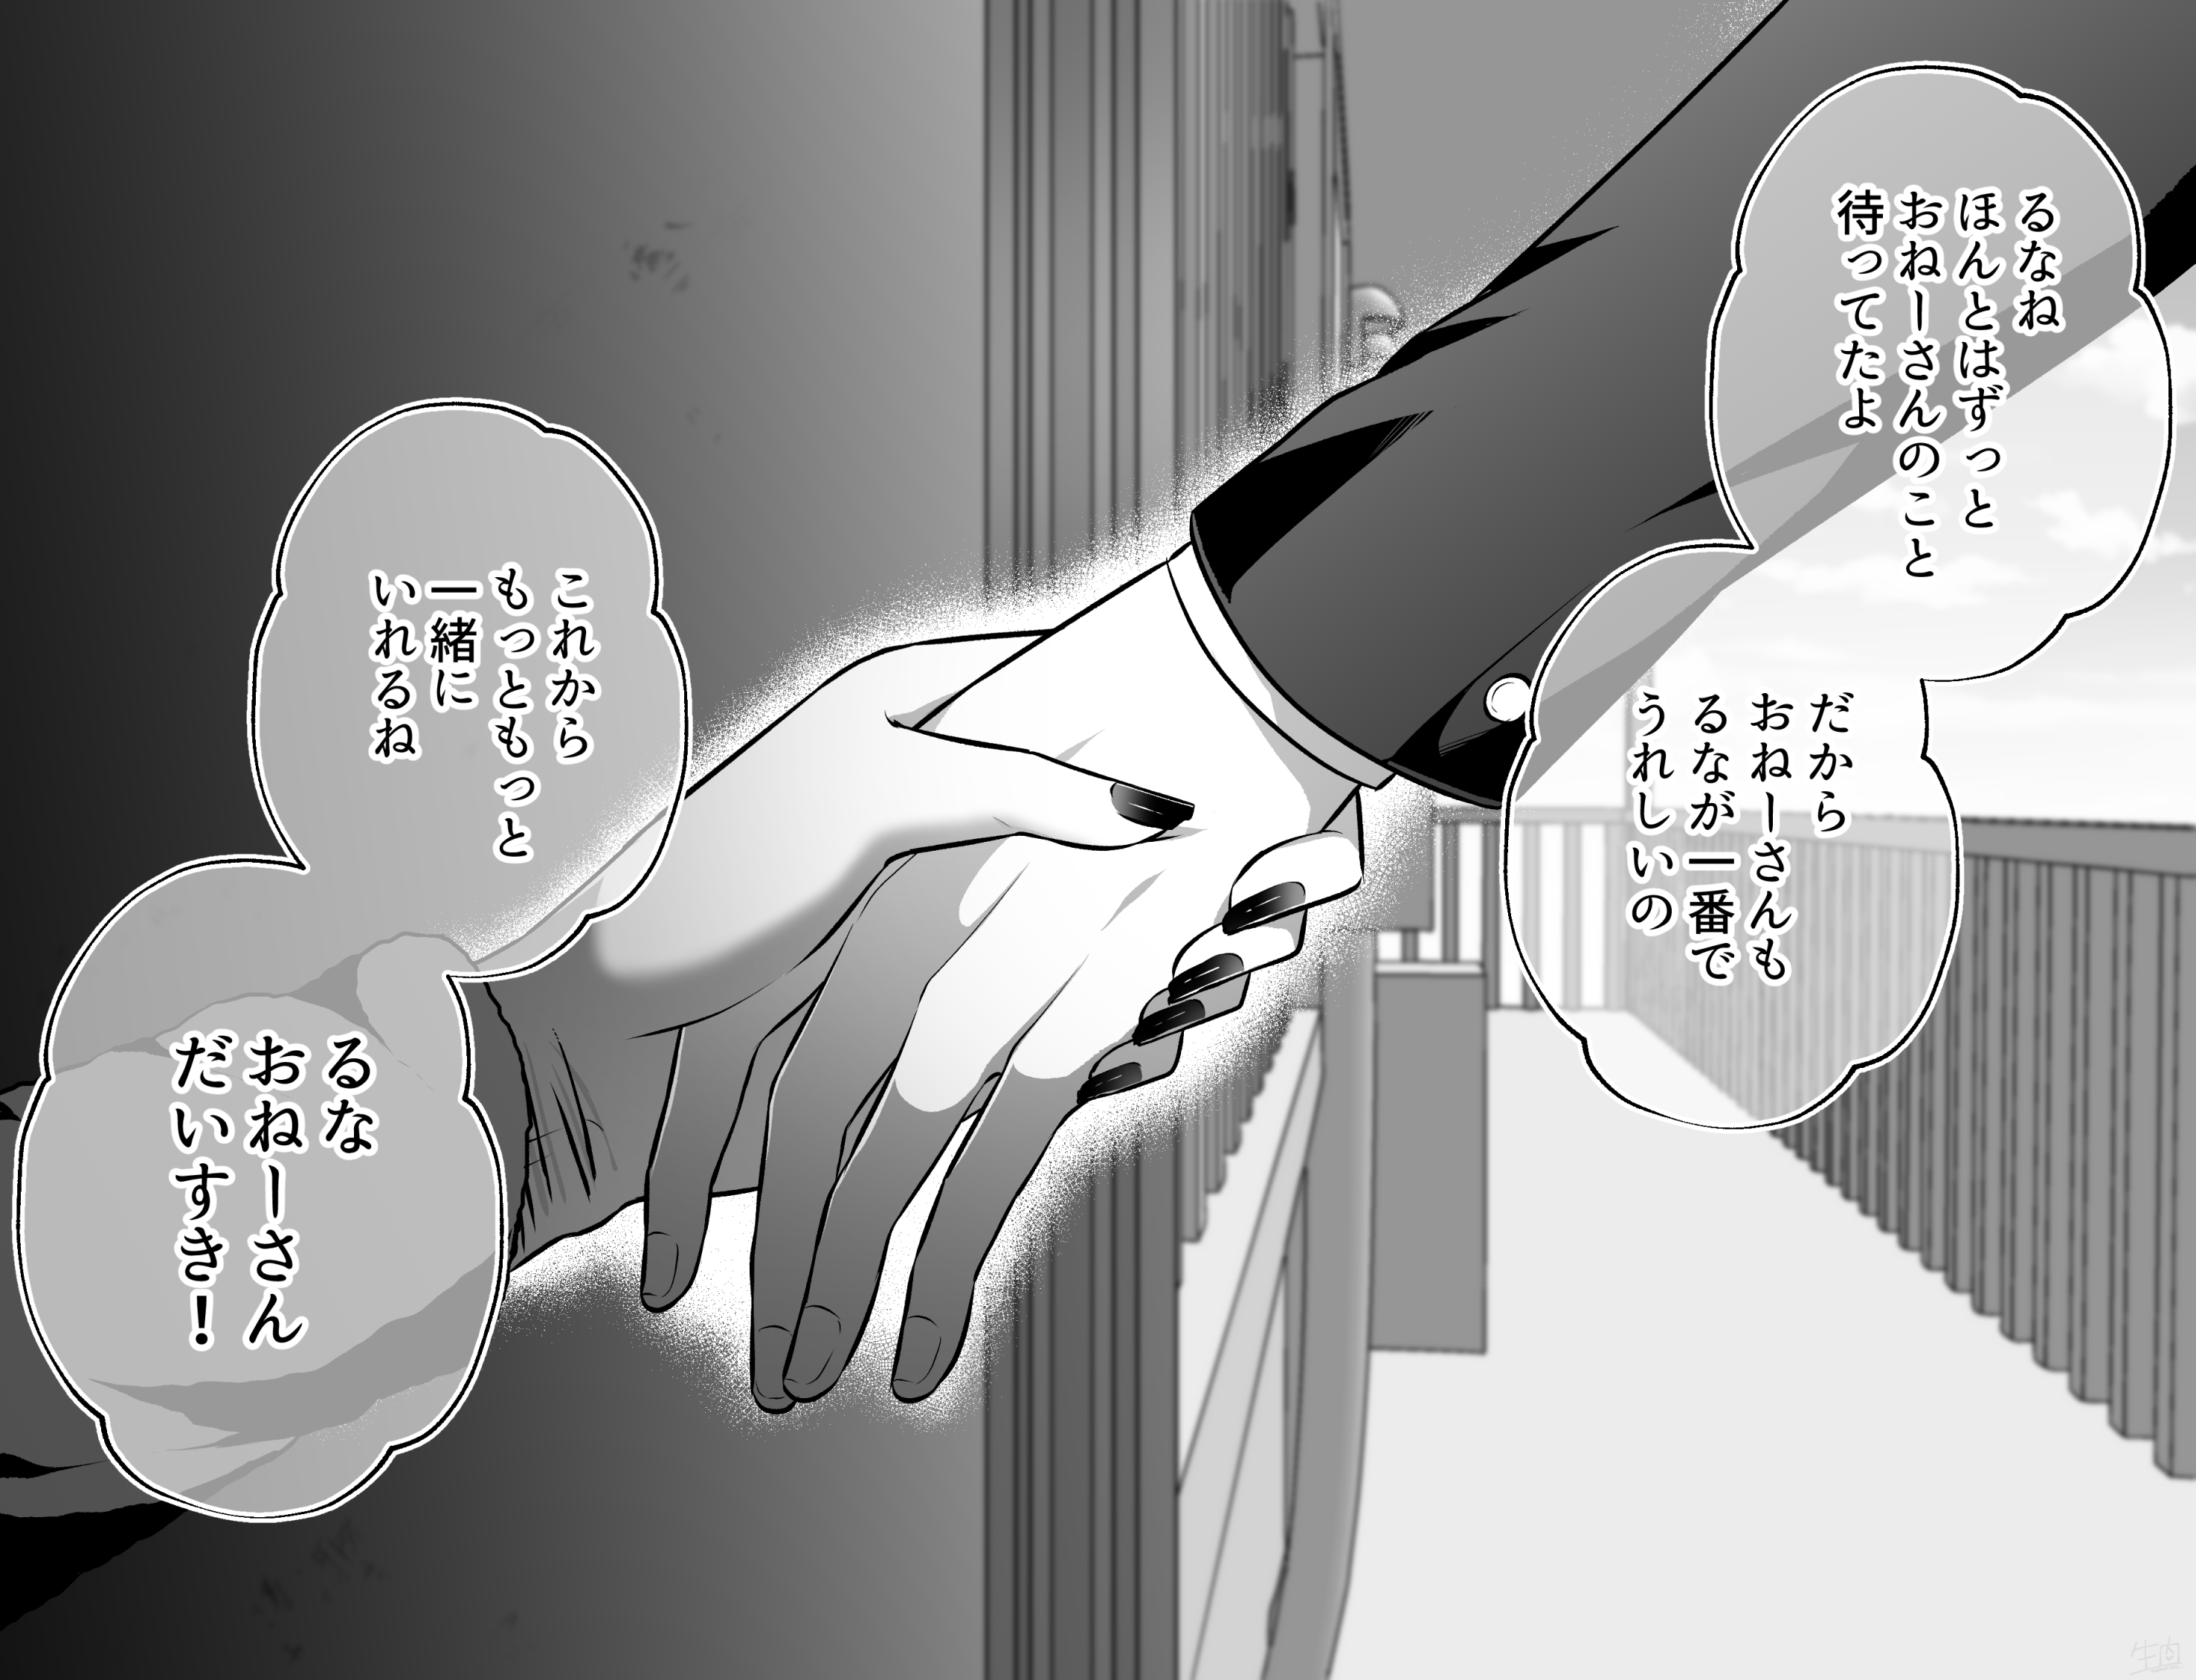 るなね
ほんとはずっと
おねーさんのこと
待ってたよ
だから
おねーさんも
るなが一番で
うれしいの
これから
もっともっと
一緒に
いれるね
るな
おねーさん
だいすき！
生肉